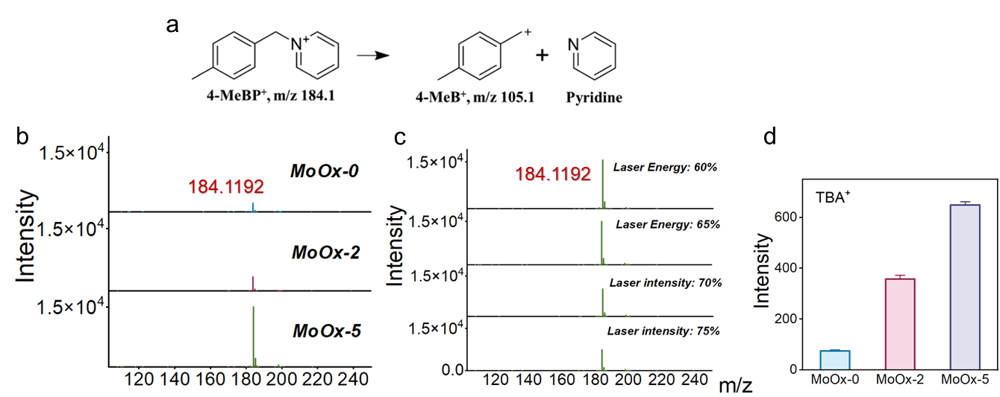 a
N⁺
+
+
N
4-MeBP⁺, m/z 184.1
4-MeB⁺, m/z 105.1
Pyridine
b
Intensity
1.5×10⁴
MoOx-0
184.1192
1.5×10⁴
MoOx-2
1.5×10⁴
MoOx-5
120 140 160 180 200 220 240
c
Intensity
1.5×10⁴
184.1192
Laser Energy: 60%
1.5×10⁴
Laser Energy: 65%
1.5×10⁴
Laser intensity: 70%
1.5×10⁴
Laser intensity: 75%
0.0
120 140 160 180 200 220 240
m/z
d
TBA⁺
Intensity
600
400
200
0
MoOx-0 MoOx-2 MoOx-5